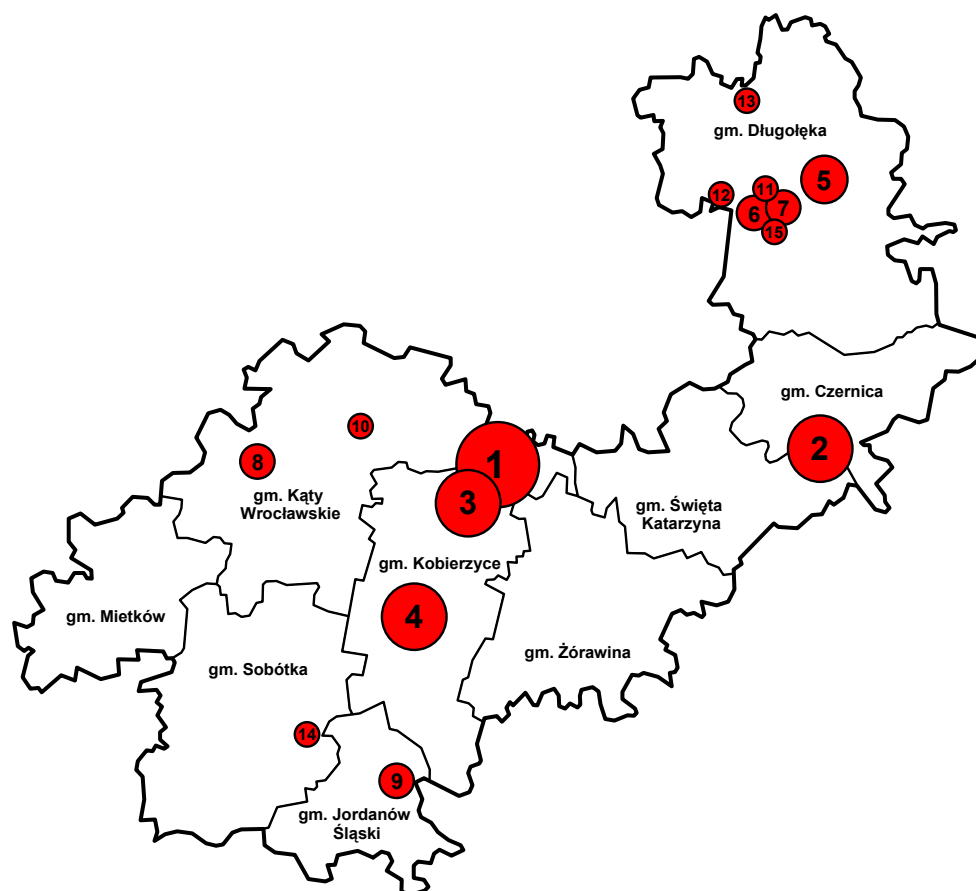 13
gm. Długołęka
5
11
12
7
6
15
gm. Czernica
2
10
1
8
gm. Kąty
Wrocławskie
3
gm. Święta
Katarzyna
gm. Kobierzyce
gm. Mietków
4
gm. Żórawina
gm. Sobótka
14
9
gm. Jordanów
Śląski